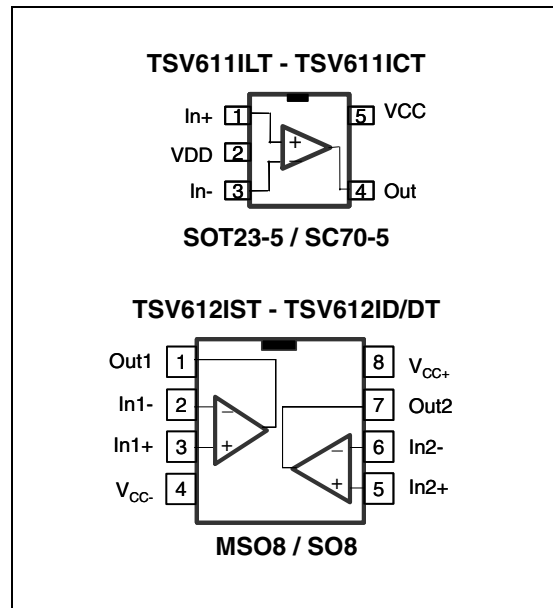 TSV611ILT - TSV611ICT
In+ 1 5 VCC
+
VDD 2
−
In- 3 4 Out
SOT23-5 / SC70-5
TSV612IST - TSV612ID/DT
Out1 1 8 VCC+
In1- 2 − 7 Out2
In1+ 3 + − 6 In2-
VCC- 4 + 5 In2+
MSO8 / SO8